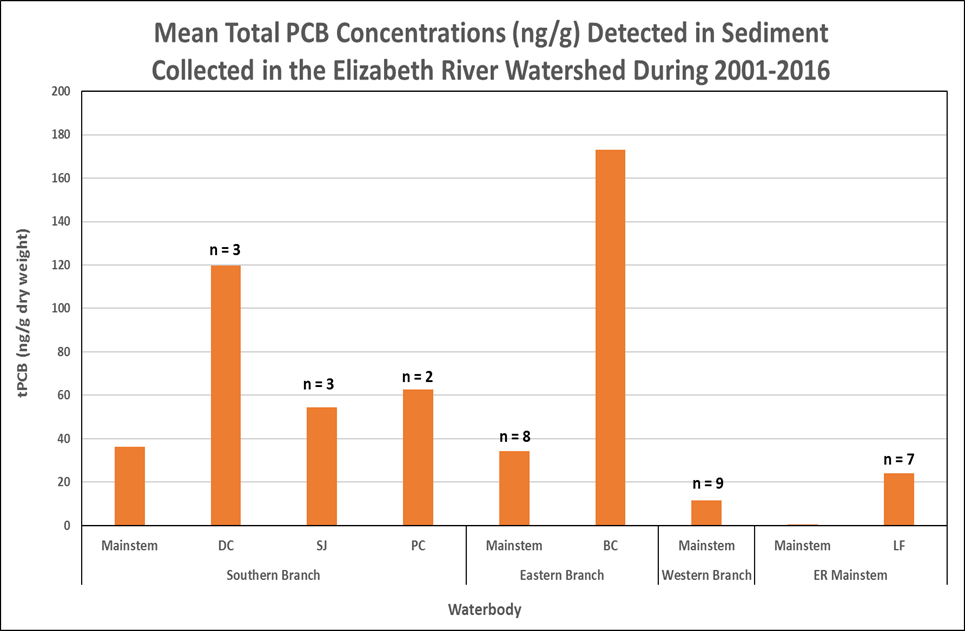 Mean Total PCB Concentrations (ng/g) Detected in Sediment
Collected in the Elizabeth River Watershed During 2001-2016
tPCB (ng/g dry weight)
200
180
160
140
120
100
80
60
40
20
0
n = 3
n = 3
n = 2
n = 8
n = 9
n = 7
Mainstem DC SJ PC Mainstem BC Mainstem Mainstem LF
Southern Branch Eastern Branch Western Branch ER Mainstem
Waterbody